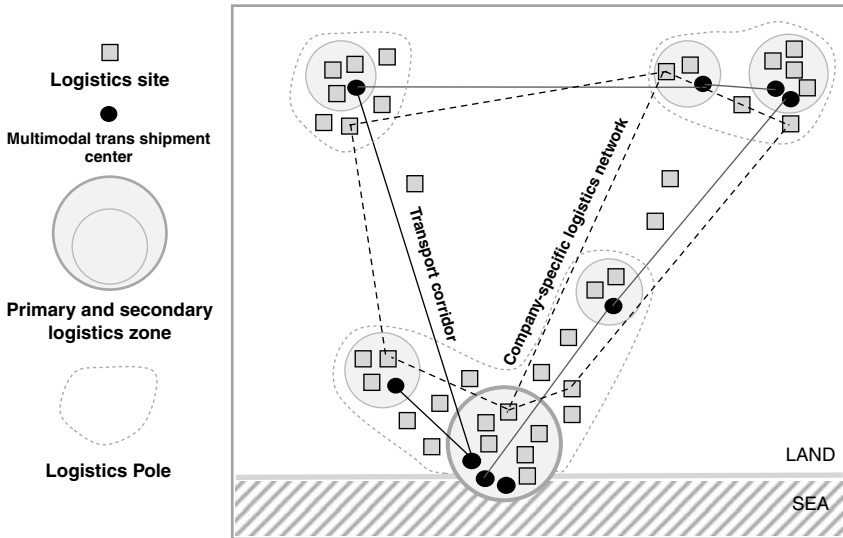 Logistics site
Multimodal trans shipment
center
Primary and secondary
logistics zone
Logistics Pole
Transport corridor
Company-specific logistics network
LAND
SEA